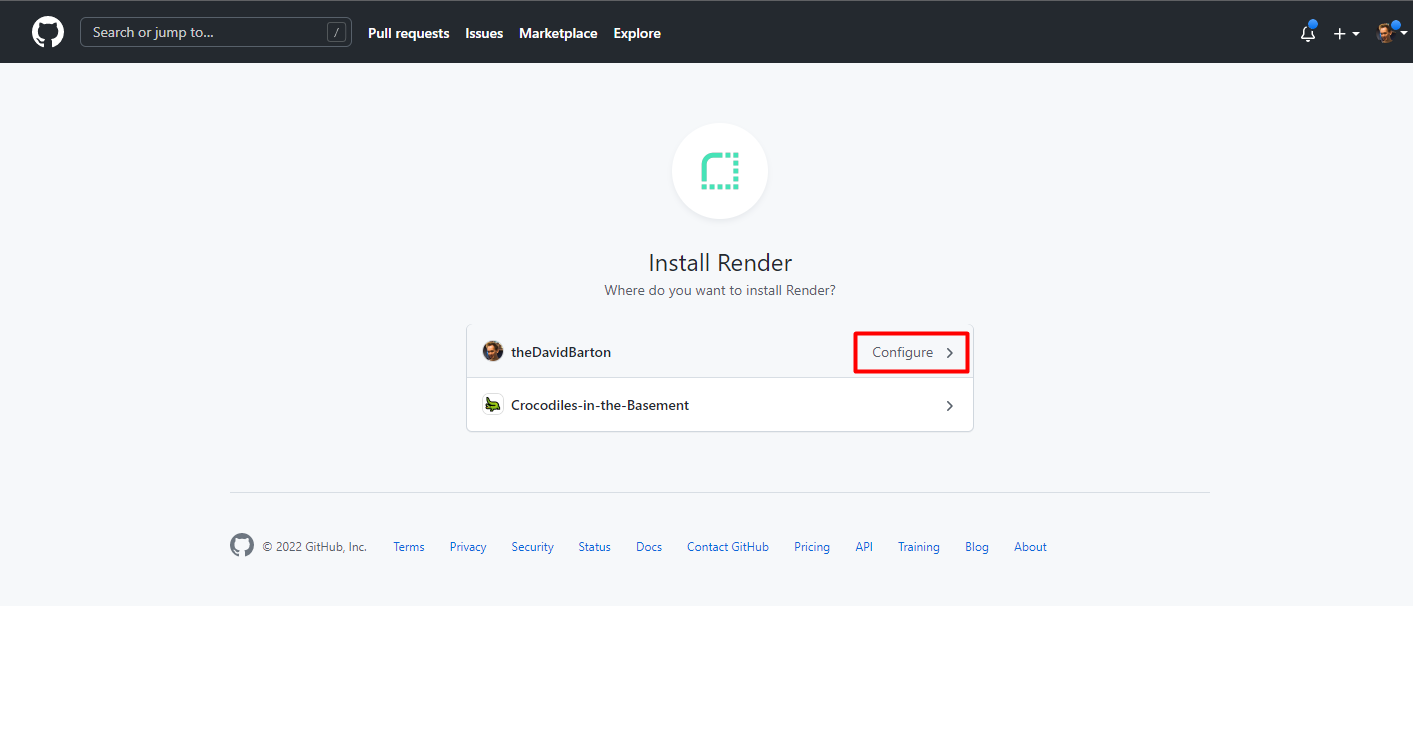 Search or jump to... / Pull requests Issues Marketplace Explore
Install Render
Where do you want to install Render?
theDavidBarton Configure
Crocodiles-in-the-Basement
© 2022 GitHub, Inc. Terms Privacy Security Status Docs Contact GitHub Pricing API Training Blog About